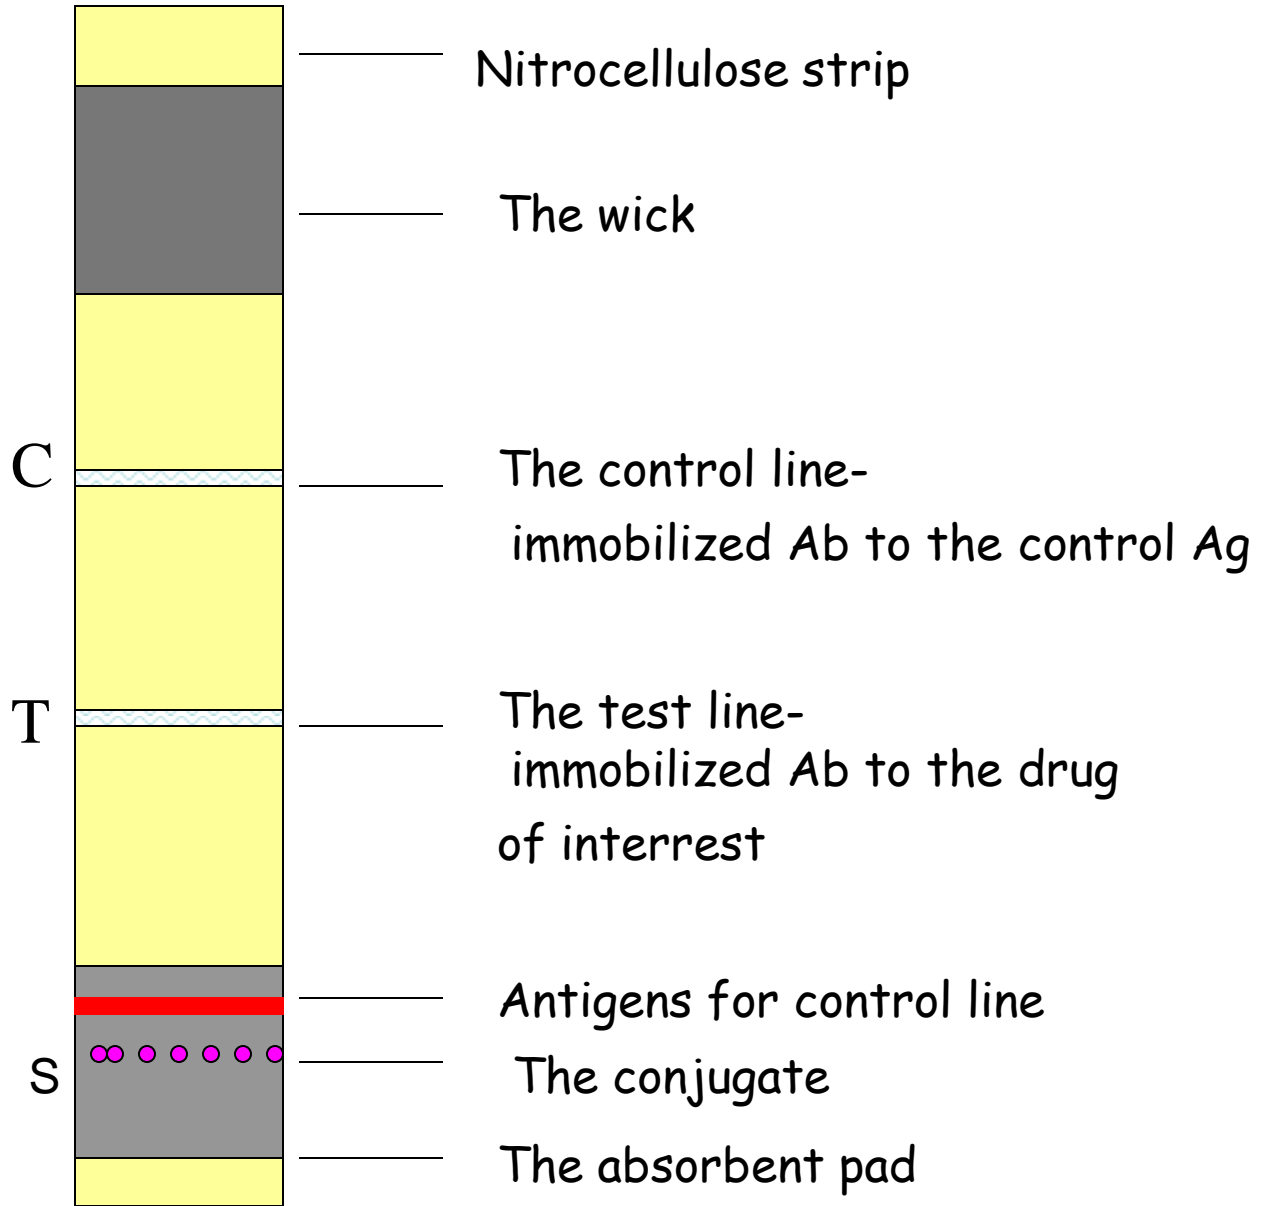 Nitrocellulose strip
The wick
C
The control line-
immobilized Ab to the control Ag
T
The test line-
immobilized Ab to the drug
of interrest
Antigens for control line
S
The conjugate
The absorbent pad